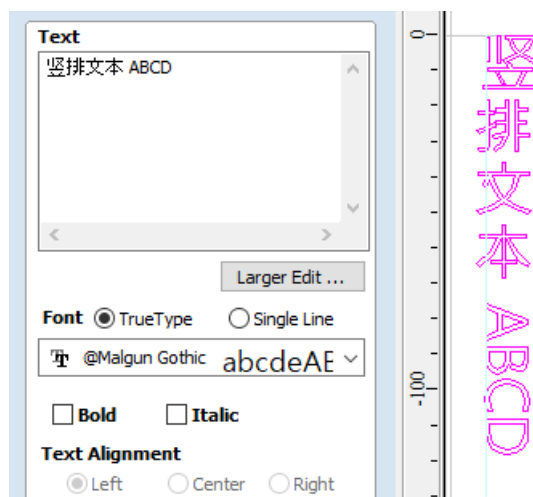 Text
竖排文本 ABCD
Larger Edit ...
Font TrueType Single Line
@Malgun Gothic abcdeAE
Bold Italic
Text Alignment
Left Center Right
0
-100
竖排文本 ABCD